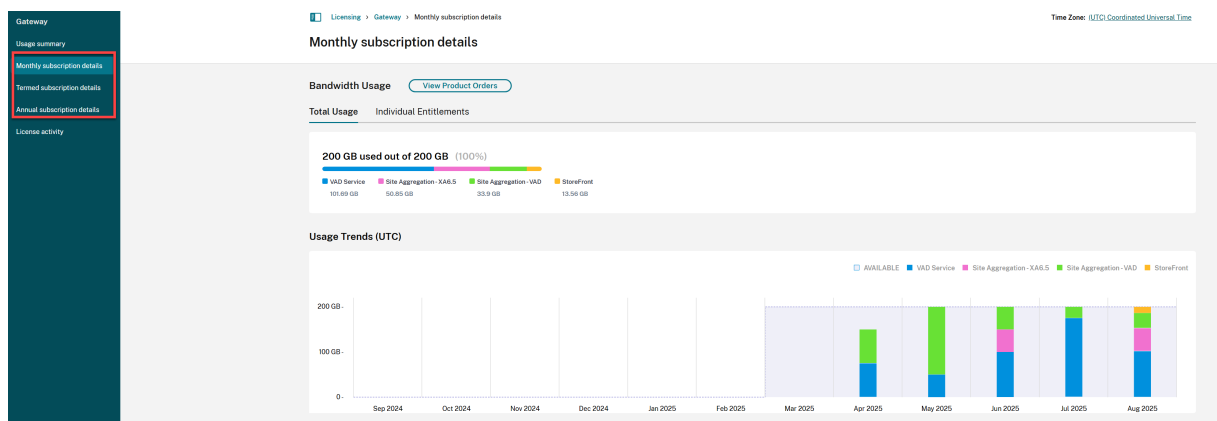 Gateway
Usage summary
Monthly subscription details
Termed subscription details
Annual subscription details
License activity
Licensing › Gateway › Monthly subscription details
Time Zone: (UTC) Coordinated Universal Time
Monthly subscription details
Bandwidth Usage View Product Orders
Total Usage Individual Entitlements
200 GB used out of 200 GB (100%)
VAD Service Site Aggregation-XA6.5 Site Aggregation-VAD StoreFront
101.69 GB 50.85 GB 33.9 GB 13.56 GB
Usage Trends (UTC)
AVAILABLE VAD Service Site Aggregation-XA6.5 Site Aggregation-VAD StoreFront
200 GB-
100 GB-
0-
Sep 2024 Oct 2024 Nov 2024 Dec 2024 Jan 2025 Feb 2025 Mar 2025 Apr 2025 May 2025 Jun 2025 Jul 2025 Aug 2025